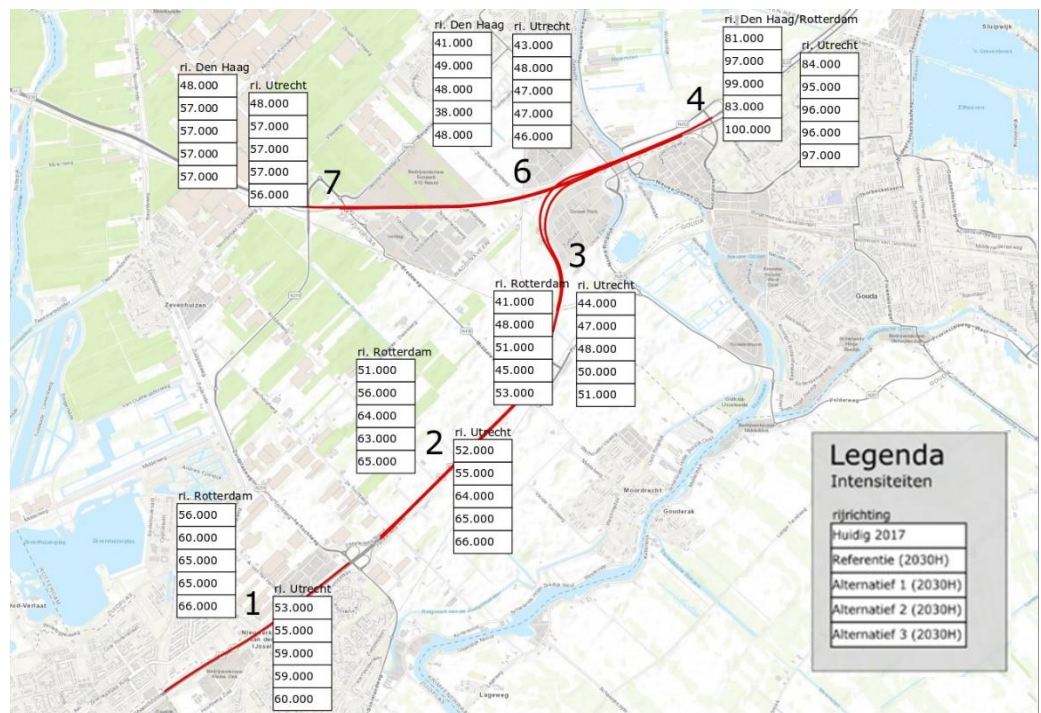 ri. Den Haag
48.000
57.000
57.000
57.000
57.000
ri. Utrecht
48.000
57.000
57.000
57.000
56.000
7
ri. Den Haag
41.000
49.000
48.000
38.000
48.000
ri. Utrecht
43.000
48.000
47.000
47.000
46.000
6
ri. Den Haag/Rotterdam
81.000
97.000
99.000
83.000
100.000
ri. Utrecht
84.000
95.000
96.000
96.000
97.000
4
3
ri. Rotterdam
41.000
48.000
51.000
45.000
53.000
ri. Utrecht
44.000
47.000
48.000
50.000
51.000
ri. Rotterdam
51.000
56.000
64.000
63.000
65.000
2
ri. Utrecht
52.000
55.000
64.000
65.000
66.000
ri. Rotterdam
56.000
60.000
65.000
65.000
66.000
1
ri. Utrecht
53.000
55.000
59.000
59.000
60.000
Zevenhuizen
Gouda
GOUDA
Moordrecht
Gouderak
Lageweg
Sluipwijk
Legenda
Intensiteiten
rijrichting
Huidig 2017
Referentie (2030H)
Alternatief 1 (2030H)
Alternatief 2 (2030H)
Alternatief 3 (2030H)